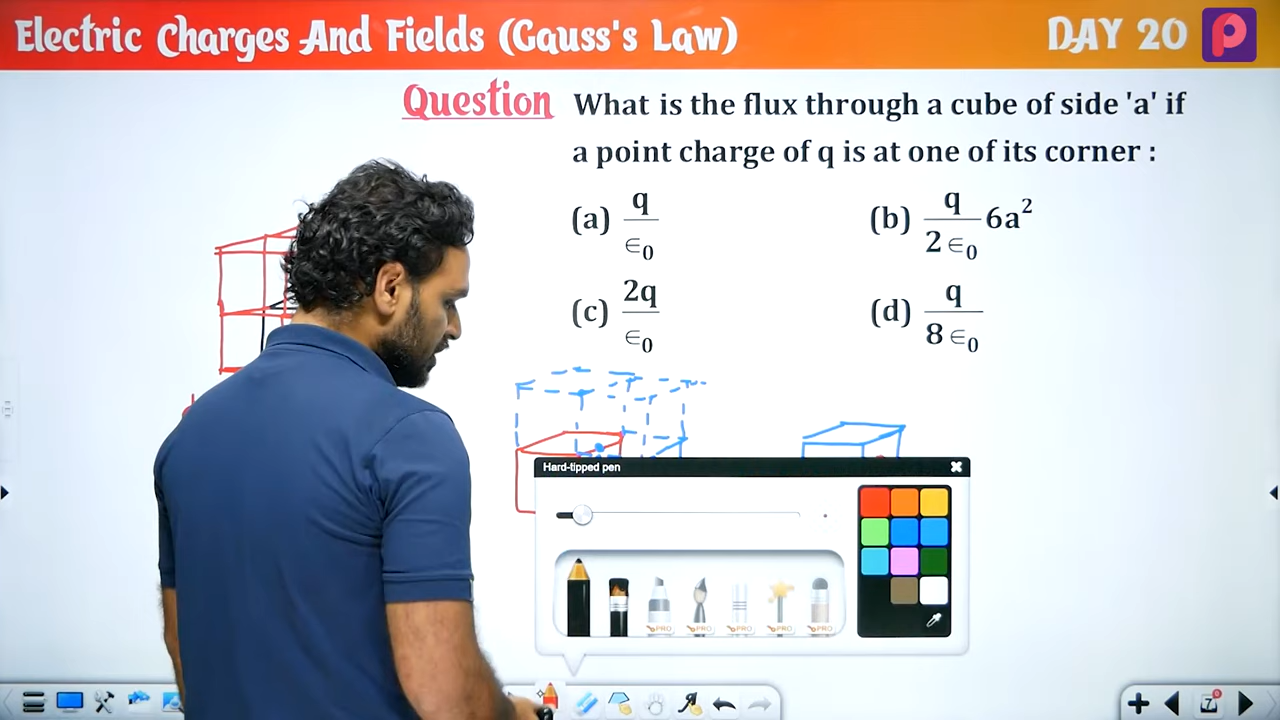 Electric Charges And Fields (Gauss's Law)
DAY 20
Question What is the flux through a cube of side 'a' if
a point charge of q is at one of its corner :
(a) q/∈₀ (b) q/2∈₀ 6a²
(c) 2q/∈₀ (d) q/8∈₀
Hard-tipped pen
PRO PRO PRO PRO PRO